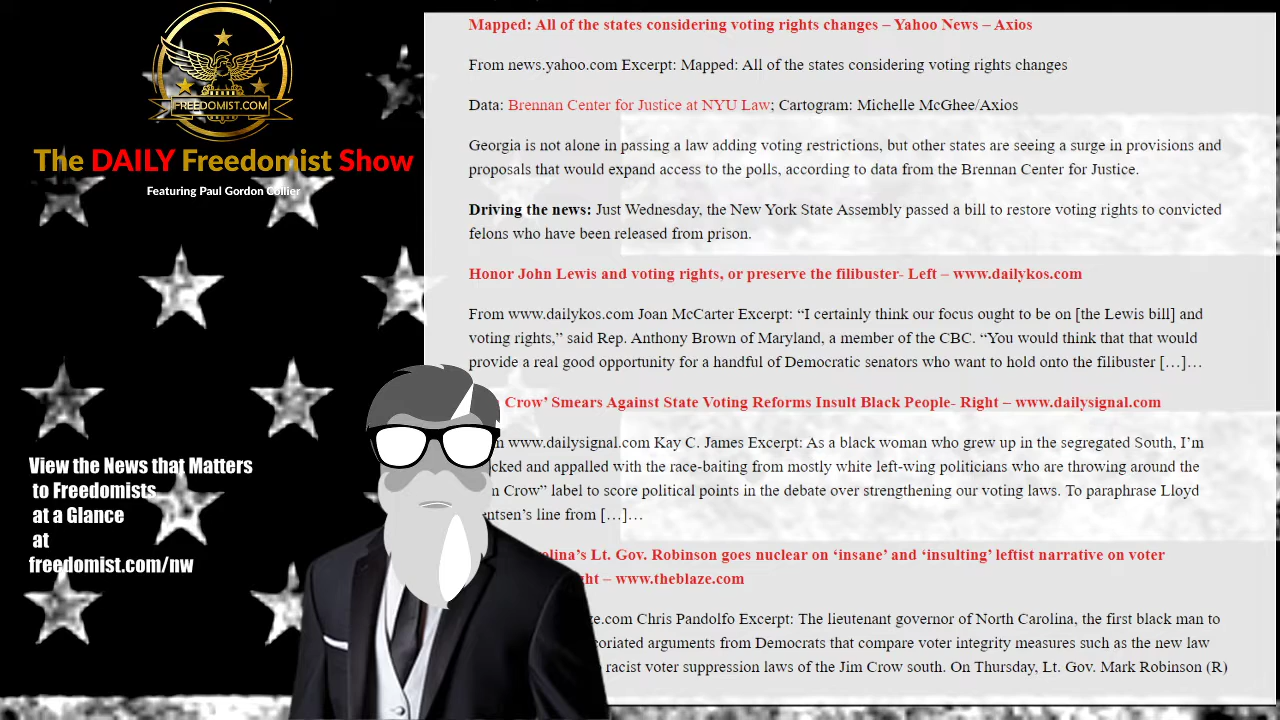 FREEDOMIST.COM
The DAILY Freedomist Show
Featuring Paul Gordon Collier
View the News that Matters
to Freedomists
at a Glance
at
freedomist.com/nw
Mapped: All of the states considering voting rights changes – Yahoo News – Axios
From news.yahoo.com Excerpt: Mapped: All of the states considering voting rights changes
Data: Brennan Center for Justice at NYU Law; Cartogram: Michelle McGhee/Axios
Georgia is not alone in passing a law adding voting restrictions, but other states are seeing a surge in provisions and
proposals that would expand access to the polls, according to data from the Brennan Center for Justice.
Driving the news: Just Wednesday, the New York State Assembly passed a bill to restore voting rights to convicted
felons who have been released from prison.
Honor John Lewis and voting rights, or preserve the filibuster- Left – www.dailykos.com
From www.dailykos.com Joan McCarter Excerpt: “I certainly think our focus ought to be on [the Lewis bill] and
voting rights,” said Rep. Anthony Brown of Maryland, a member of the CBC. “You would think that that would
provide a real good opportunity for a handful of Democratic senators who want to hold onto the filibuster […]…
Crow’ Smears Against State Voting Reforms Insult Black People- Right – www.dailysignal.com
www.dailysignal.com Kay C. James Excerpt: As a black woman who grew up in the segregated South, I’m
and appalled with the race-baiting from mostly white left-wing politicians who are throwing around the
Crow” label to score political points in the debate over strengthening our voting laws. To paraphrase Lloyd
line from […]…
Lt. Gov. Robinson goes nuclear on ‘insane’ and ‘insulting’ leftist narrative on voter
– www.theblaze.com
Chris Pandolfo Excerpt: The lieutenant governor of North Carolina, the first black man to
arguments from Democrats that compare voter integrity measures such as the new law
racist voter suppression laws of the Jim Crow south. On Thursday, Lt. Gov. Mark Robinson (R)